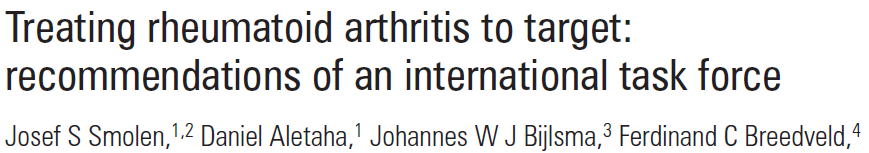 Treating rheumatoid arthritis to target:
recommendations of an international task force
Josef S Smolen,1,2 Daniel Aletaha,1 Johannes W J Bijlsma,3 Ferdinand C Breedveld,4